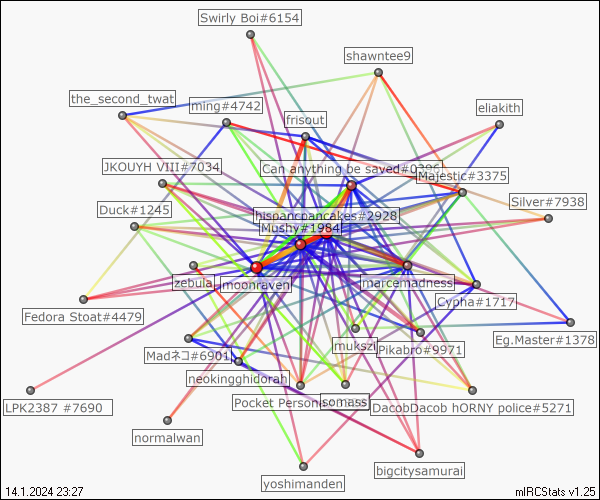 Swirly Boi#6154
shawntee9
the_second_twat
ming#4742
eliakith
frisout
JKOUYH VIII#7034
Can anything be saved#0396
Majestic#3375
Silver#7938
Duck#1245
hispanicpancakes#2928
Mushy#1984
zebula
moonraven
marcemadness
Cypha#1717
Fedora Stoat#4479
Eg.Master#1378
Madネコ#6901
mukszi
Pikabro#9971
neokingghidorah
LPK2387 #7690
Pocket Person
somass
DacobDacob hORNY police#5271
normalwan
bigcitysamurai
yoshimanden
14.1.2024 23:27
mIRCStats v1.25